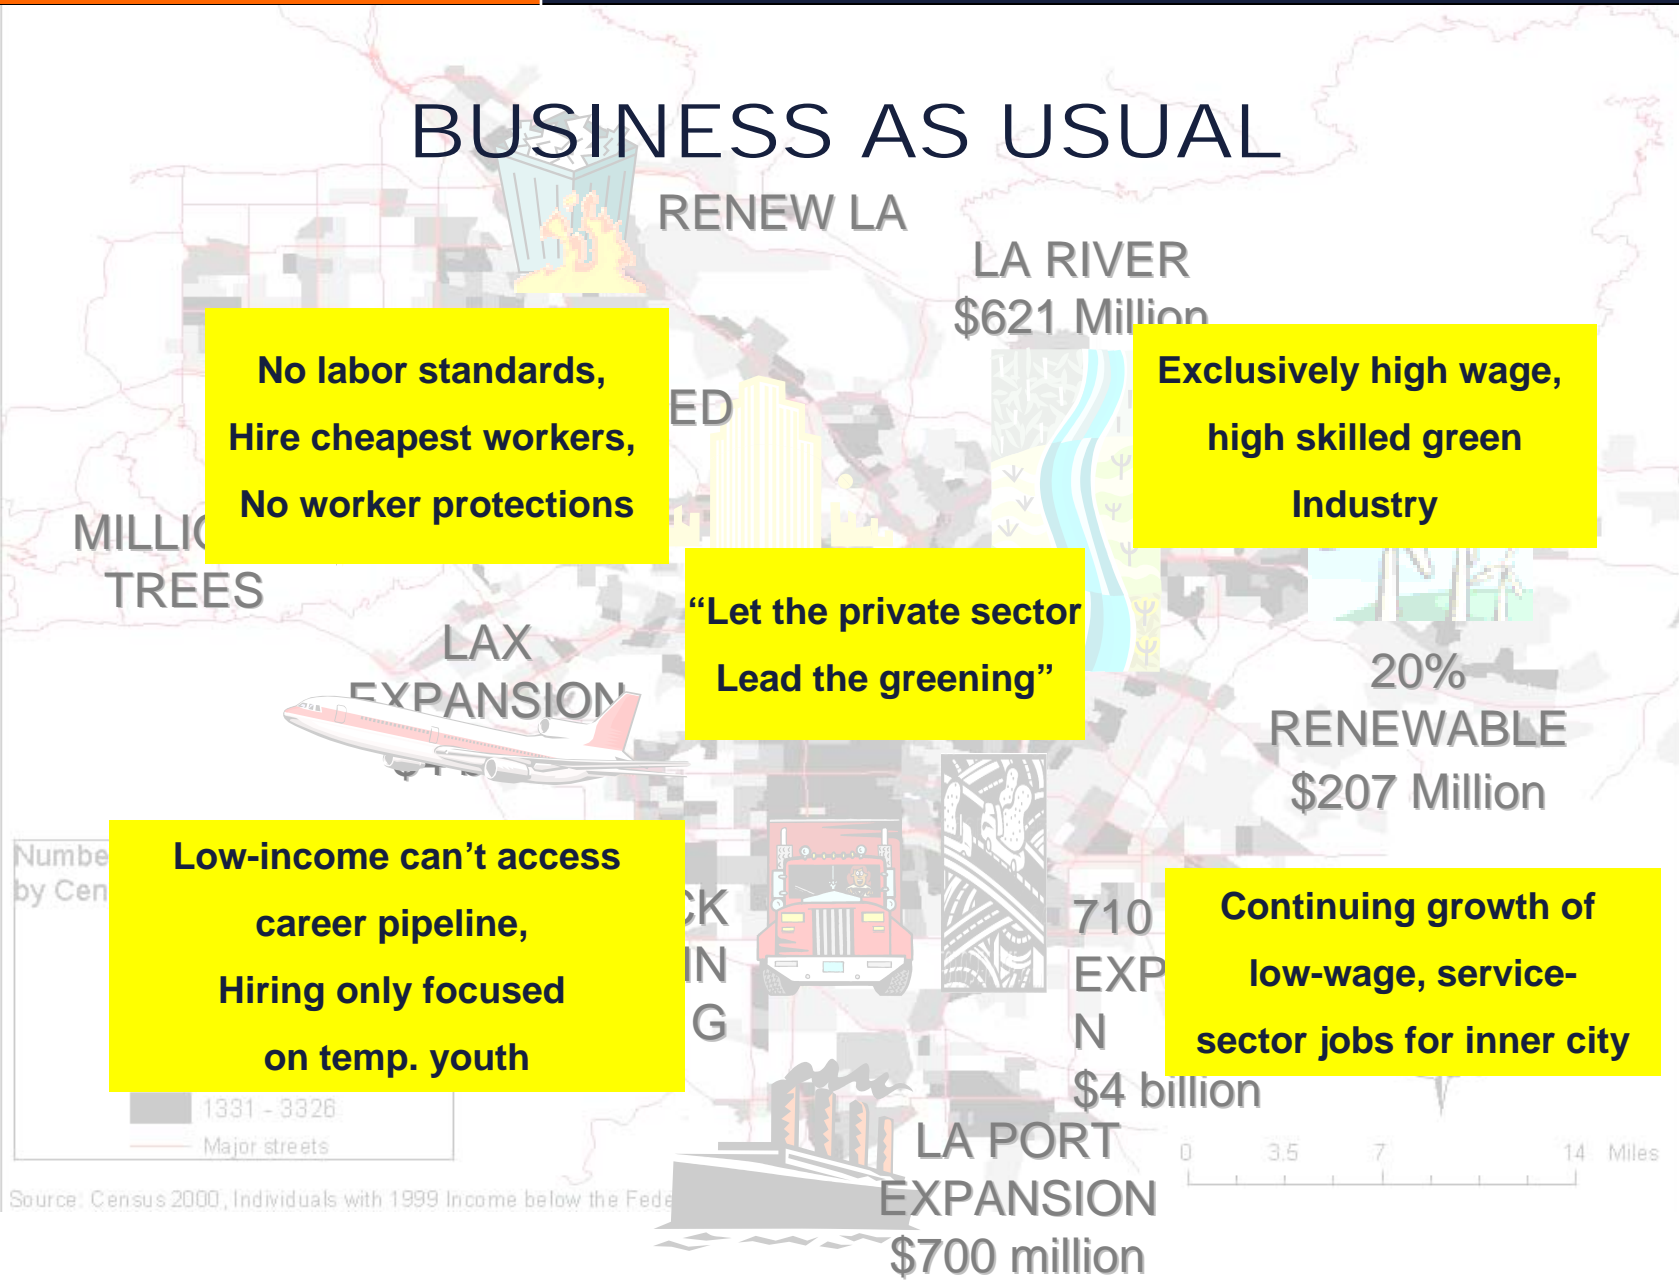 BUSINESS AS USUAL
RENEW LA
LA RIVER
$621 Million
No labor standards,
Hire cheapest workers,
No worker protections
Exclusively high wage,
high skilled green
Industry
TREES
“Let the private sector
Lead the greening”
LAX
EXPANSION
20%
RENEWABLE
$207 Million
Low-income can’t access
career pipeline,
Hiring only focused
on temp. youth
710
N
$4 billion
Continuing growth of
low-wage, service-
sector jobs for inner city
by
1331 - 3326
Major streets
LA PORT
EXPANSION
$700 million
0 3.5 7 14 Miles
Source: Census 2000, Individuals with 1999 Income below the